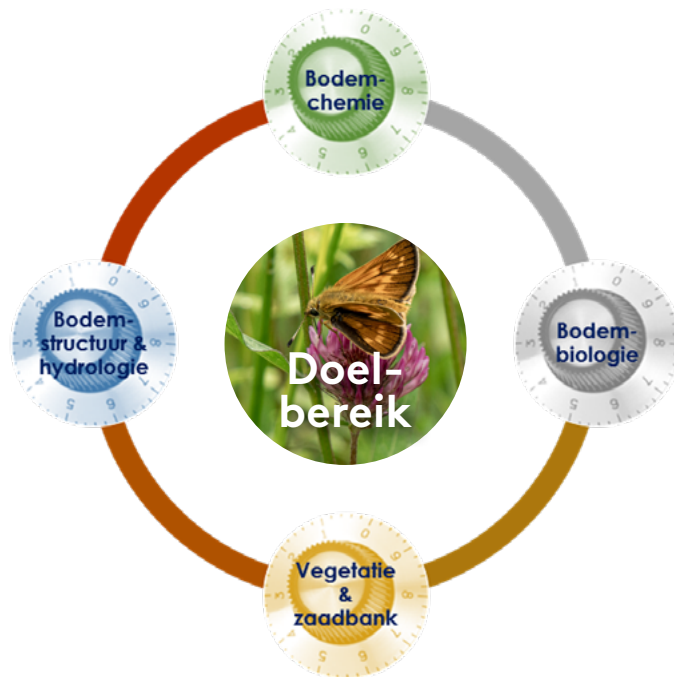 Bodem-
chemie
Bodem-
structuur &
hydrologie
Doel-
bereik
Bodem-
biologie
Vegetatie
&
zaadbank